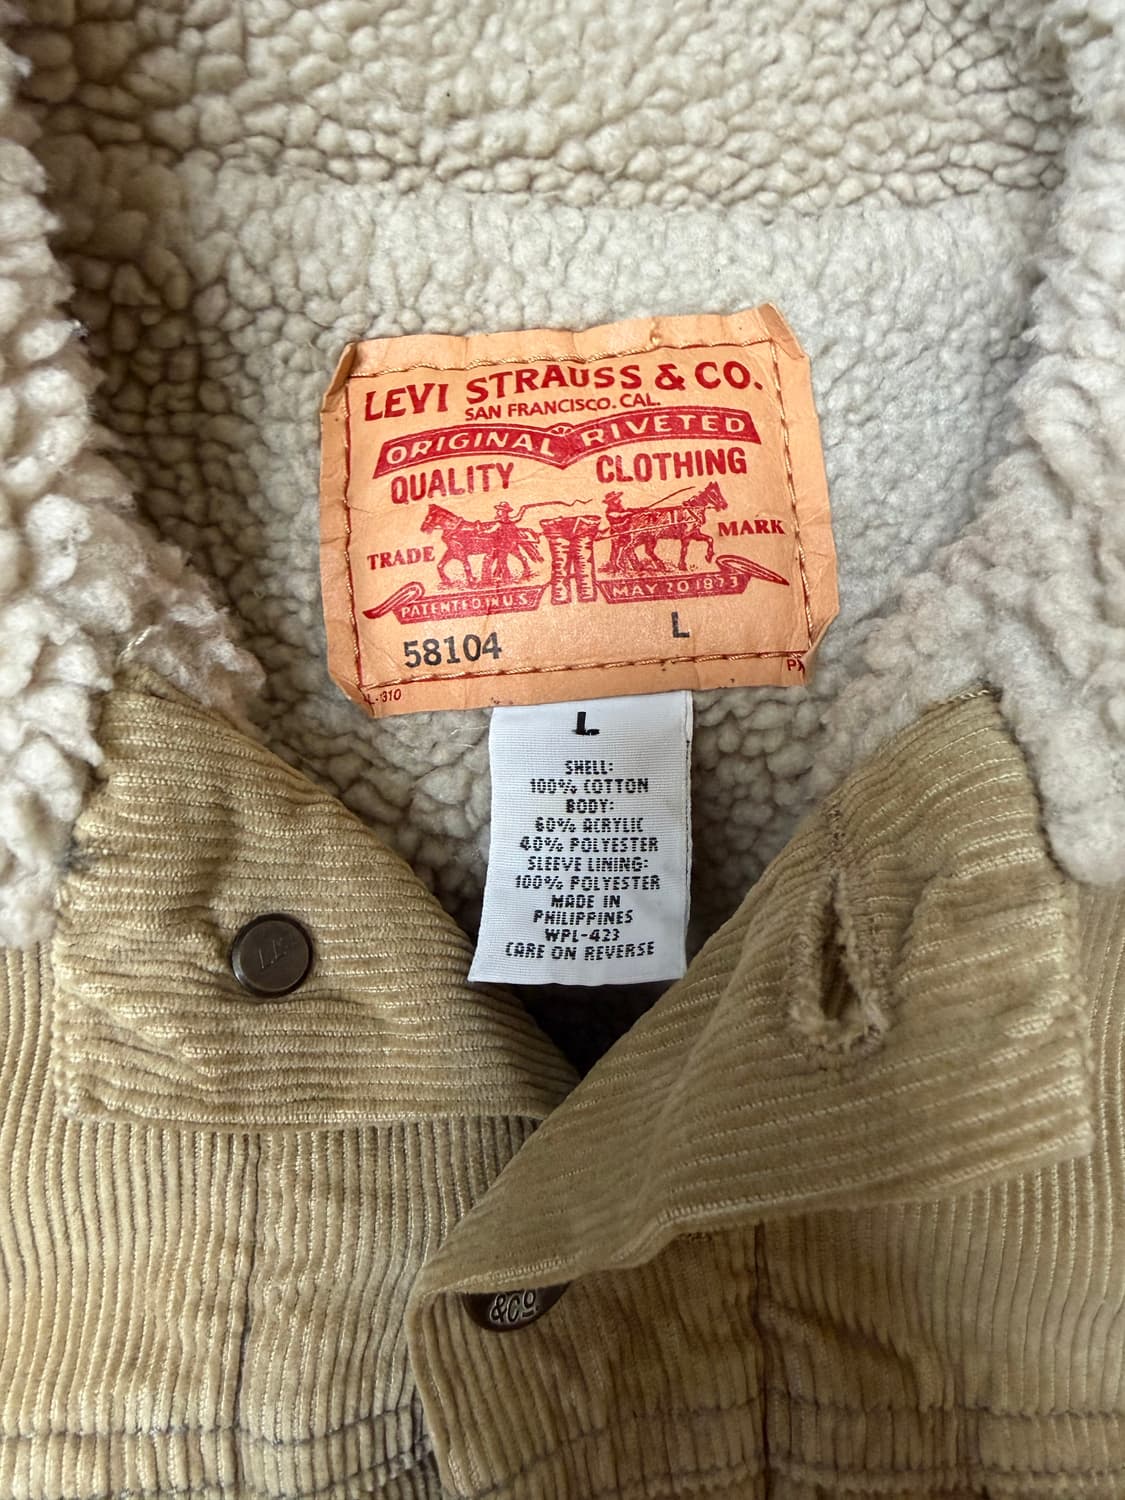 LEVI STRAUSS & CO.
SAN FRANCISCO. CAL.
ORIGINAL RIVETED
QUALITY CLOTHING
TRADE MARK
PATENTED IN U.S. MAY 20 1873
58104 L
L-310
L
SHELL:
100% COTTON
BODY:
60% ACRYLIC
40% POLYESTER
SLEEVE LINING:
100% POLYESTER
MADE IN
PHILIPPINES
WPL-423
CARE ON REVERSE
&Co